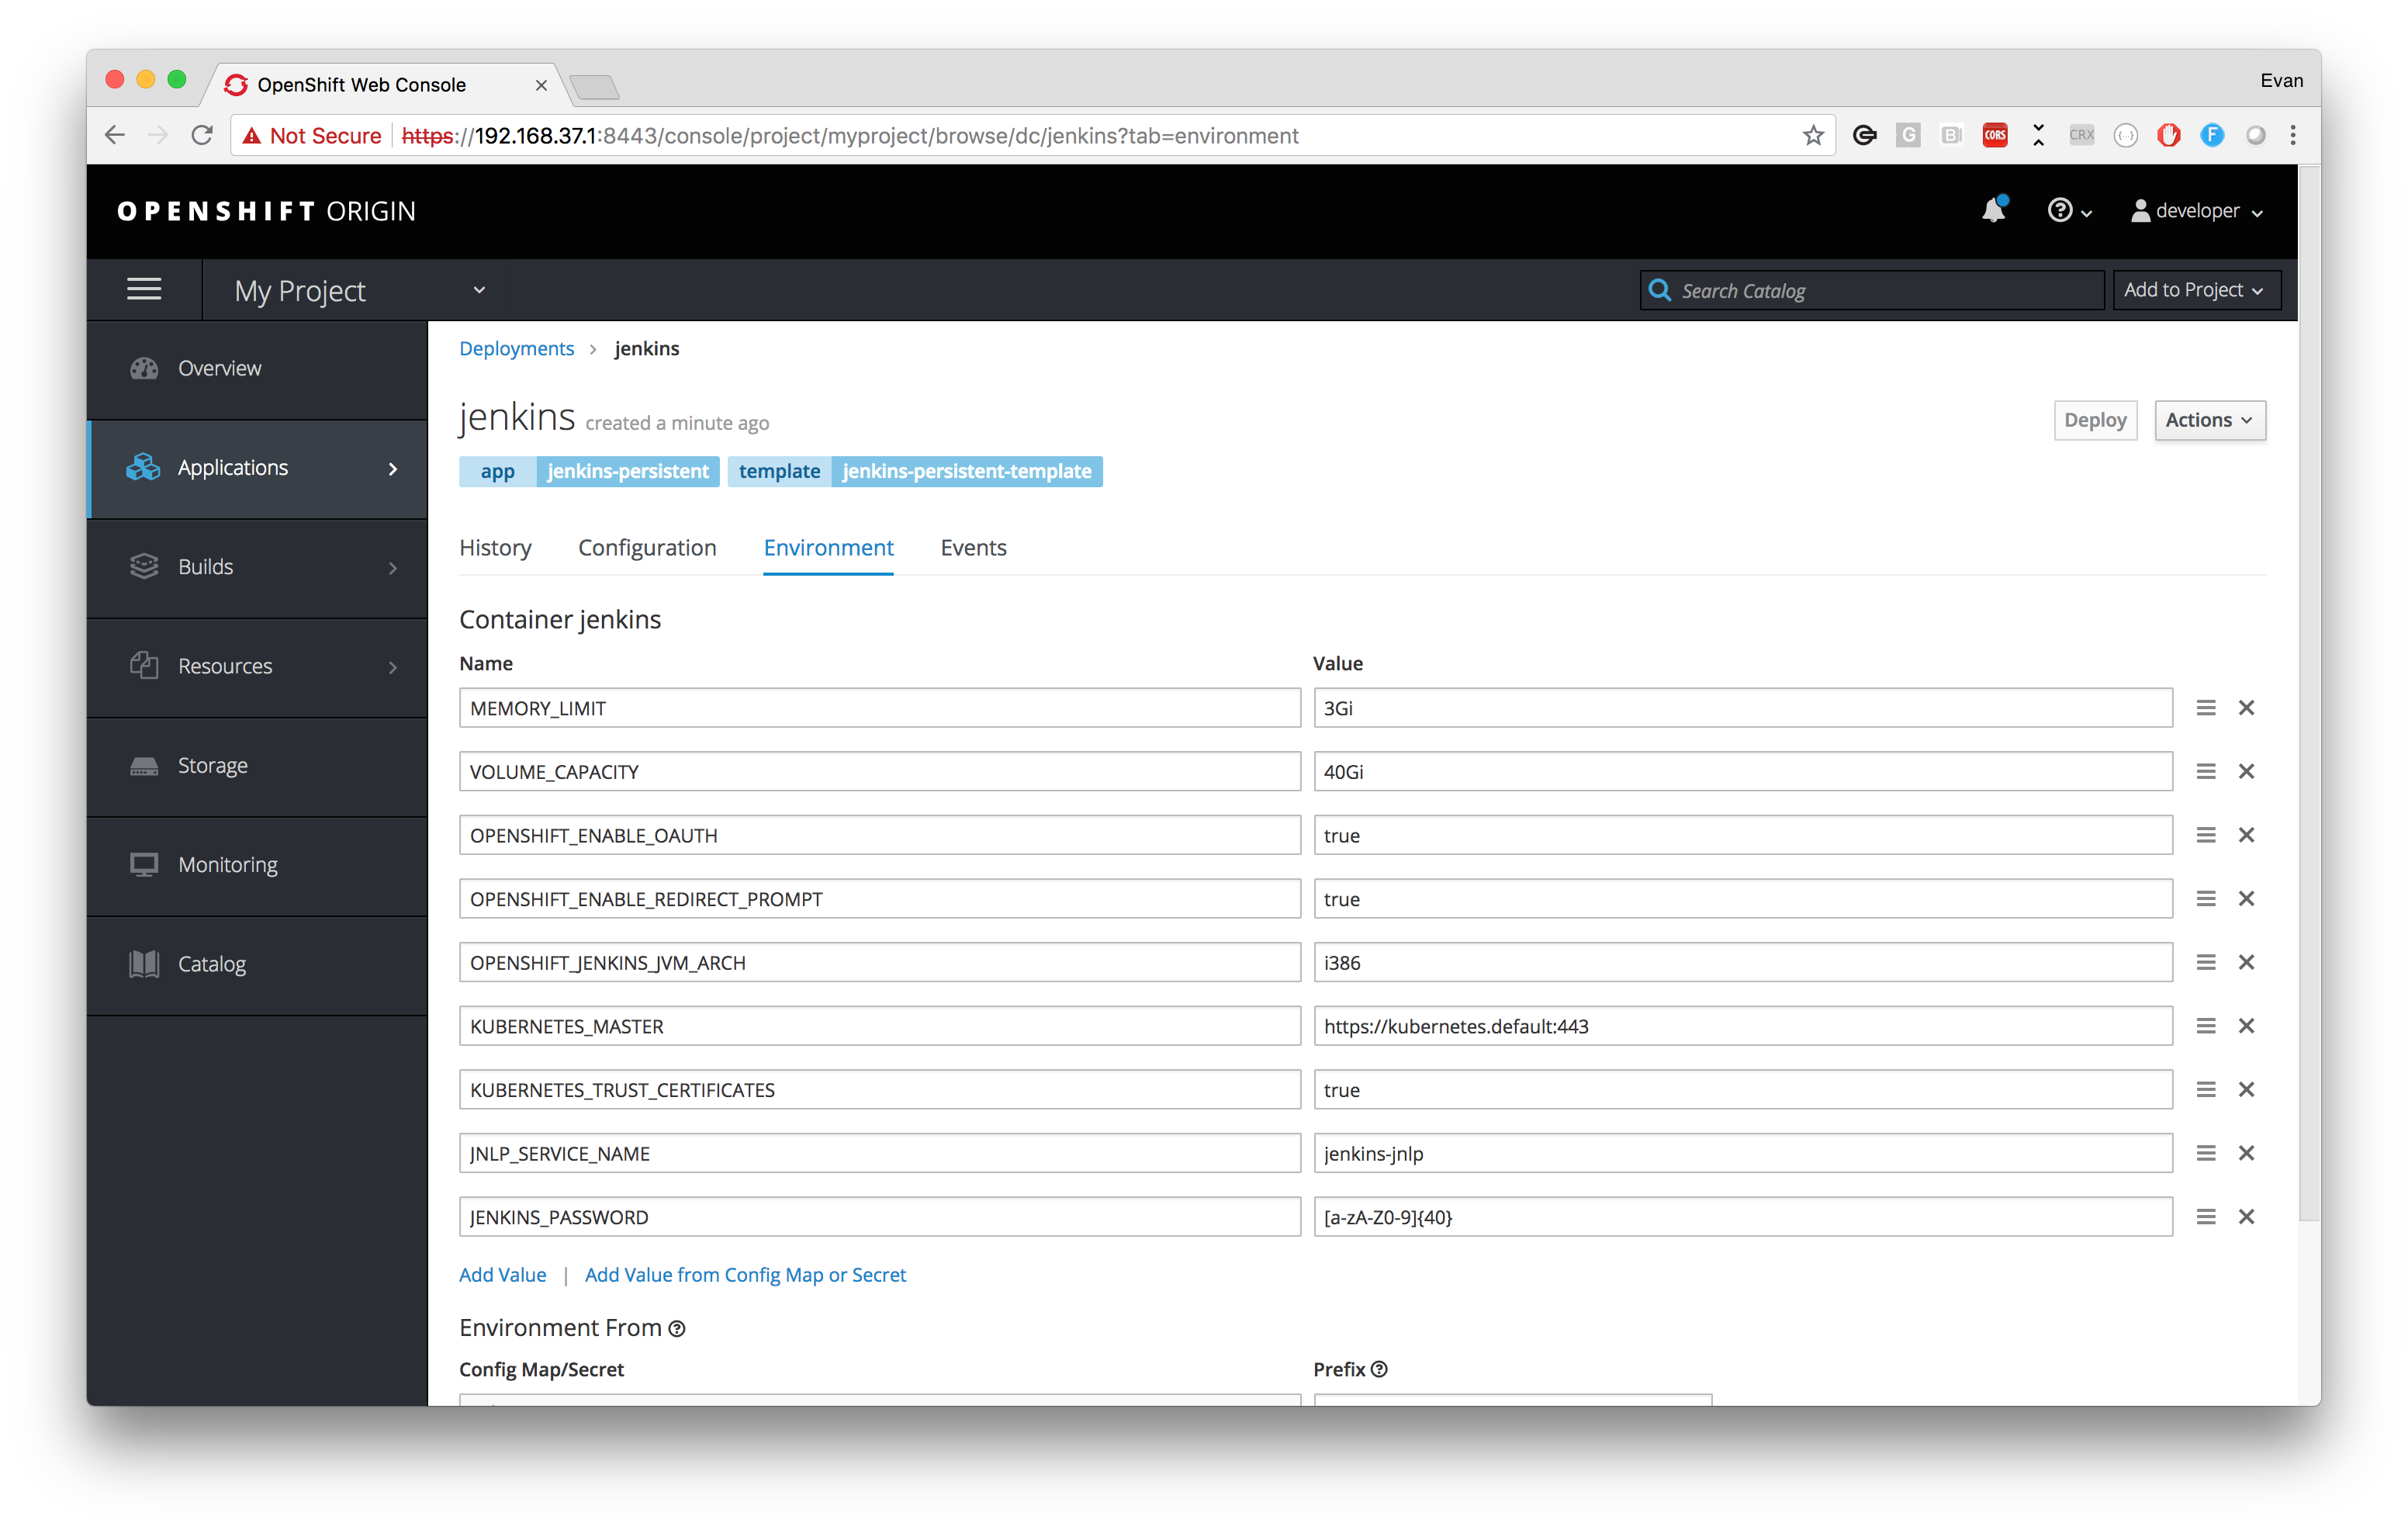 OpenShift Web Console
Evan
Not Secure https://192.168.37.1:8443/console/project/myproject/browse/dc/jenkins?tab=environment
G B CORS CRX {...} F
OPENSHIFT ORIGIN
developer
My Project
Search Catalog
Add to Project
Overview
Applications
Builds
Resources
Storage
Monitoring
Catalog
Deployments > jenkins
jenkins created a minute ago
Deploy
Actions
app jenkins-persistent template jenkins-persistent-template
History Configuration Environment Events
Container jenkins
Name Value
MEMORY_LIMIT 3Gi
VOLUME_CAPACITY 40Gi
OPENSHIFT_ENABLE_OAUTH true
OPENSHIFT_ENABLE_REDIRECT_PROMPT true
OPENSHIFT_JENKINS_JVM_ARCH i386
KUBERNETES_MASTER https://kubernetes.default:443
KUBERNETES_TRUST_CERTIFICATES true
JNLP_SERVICE_NAME jenkins-jnlp
JENKINS_PASSWORD [a-zA-Z0-9]{40}
Add Value | Add Value from Config Map or Secret
Environment From
Config Map/Secret Prefix